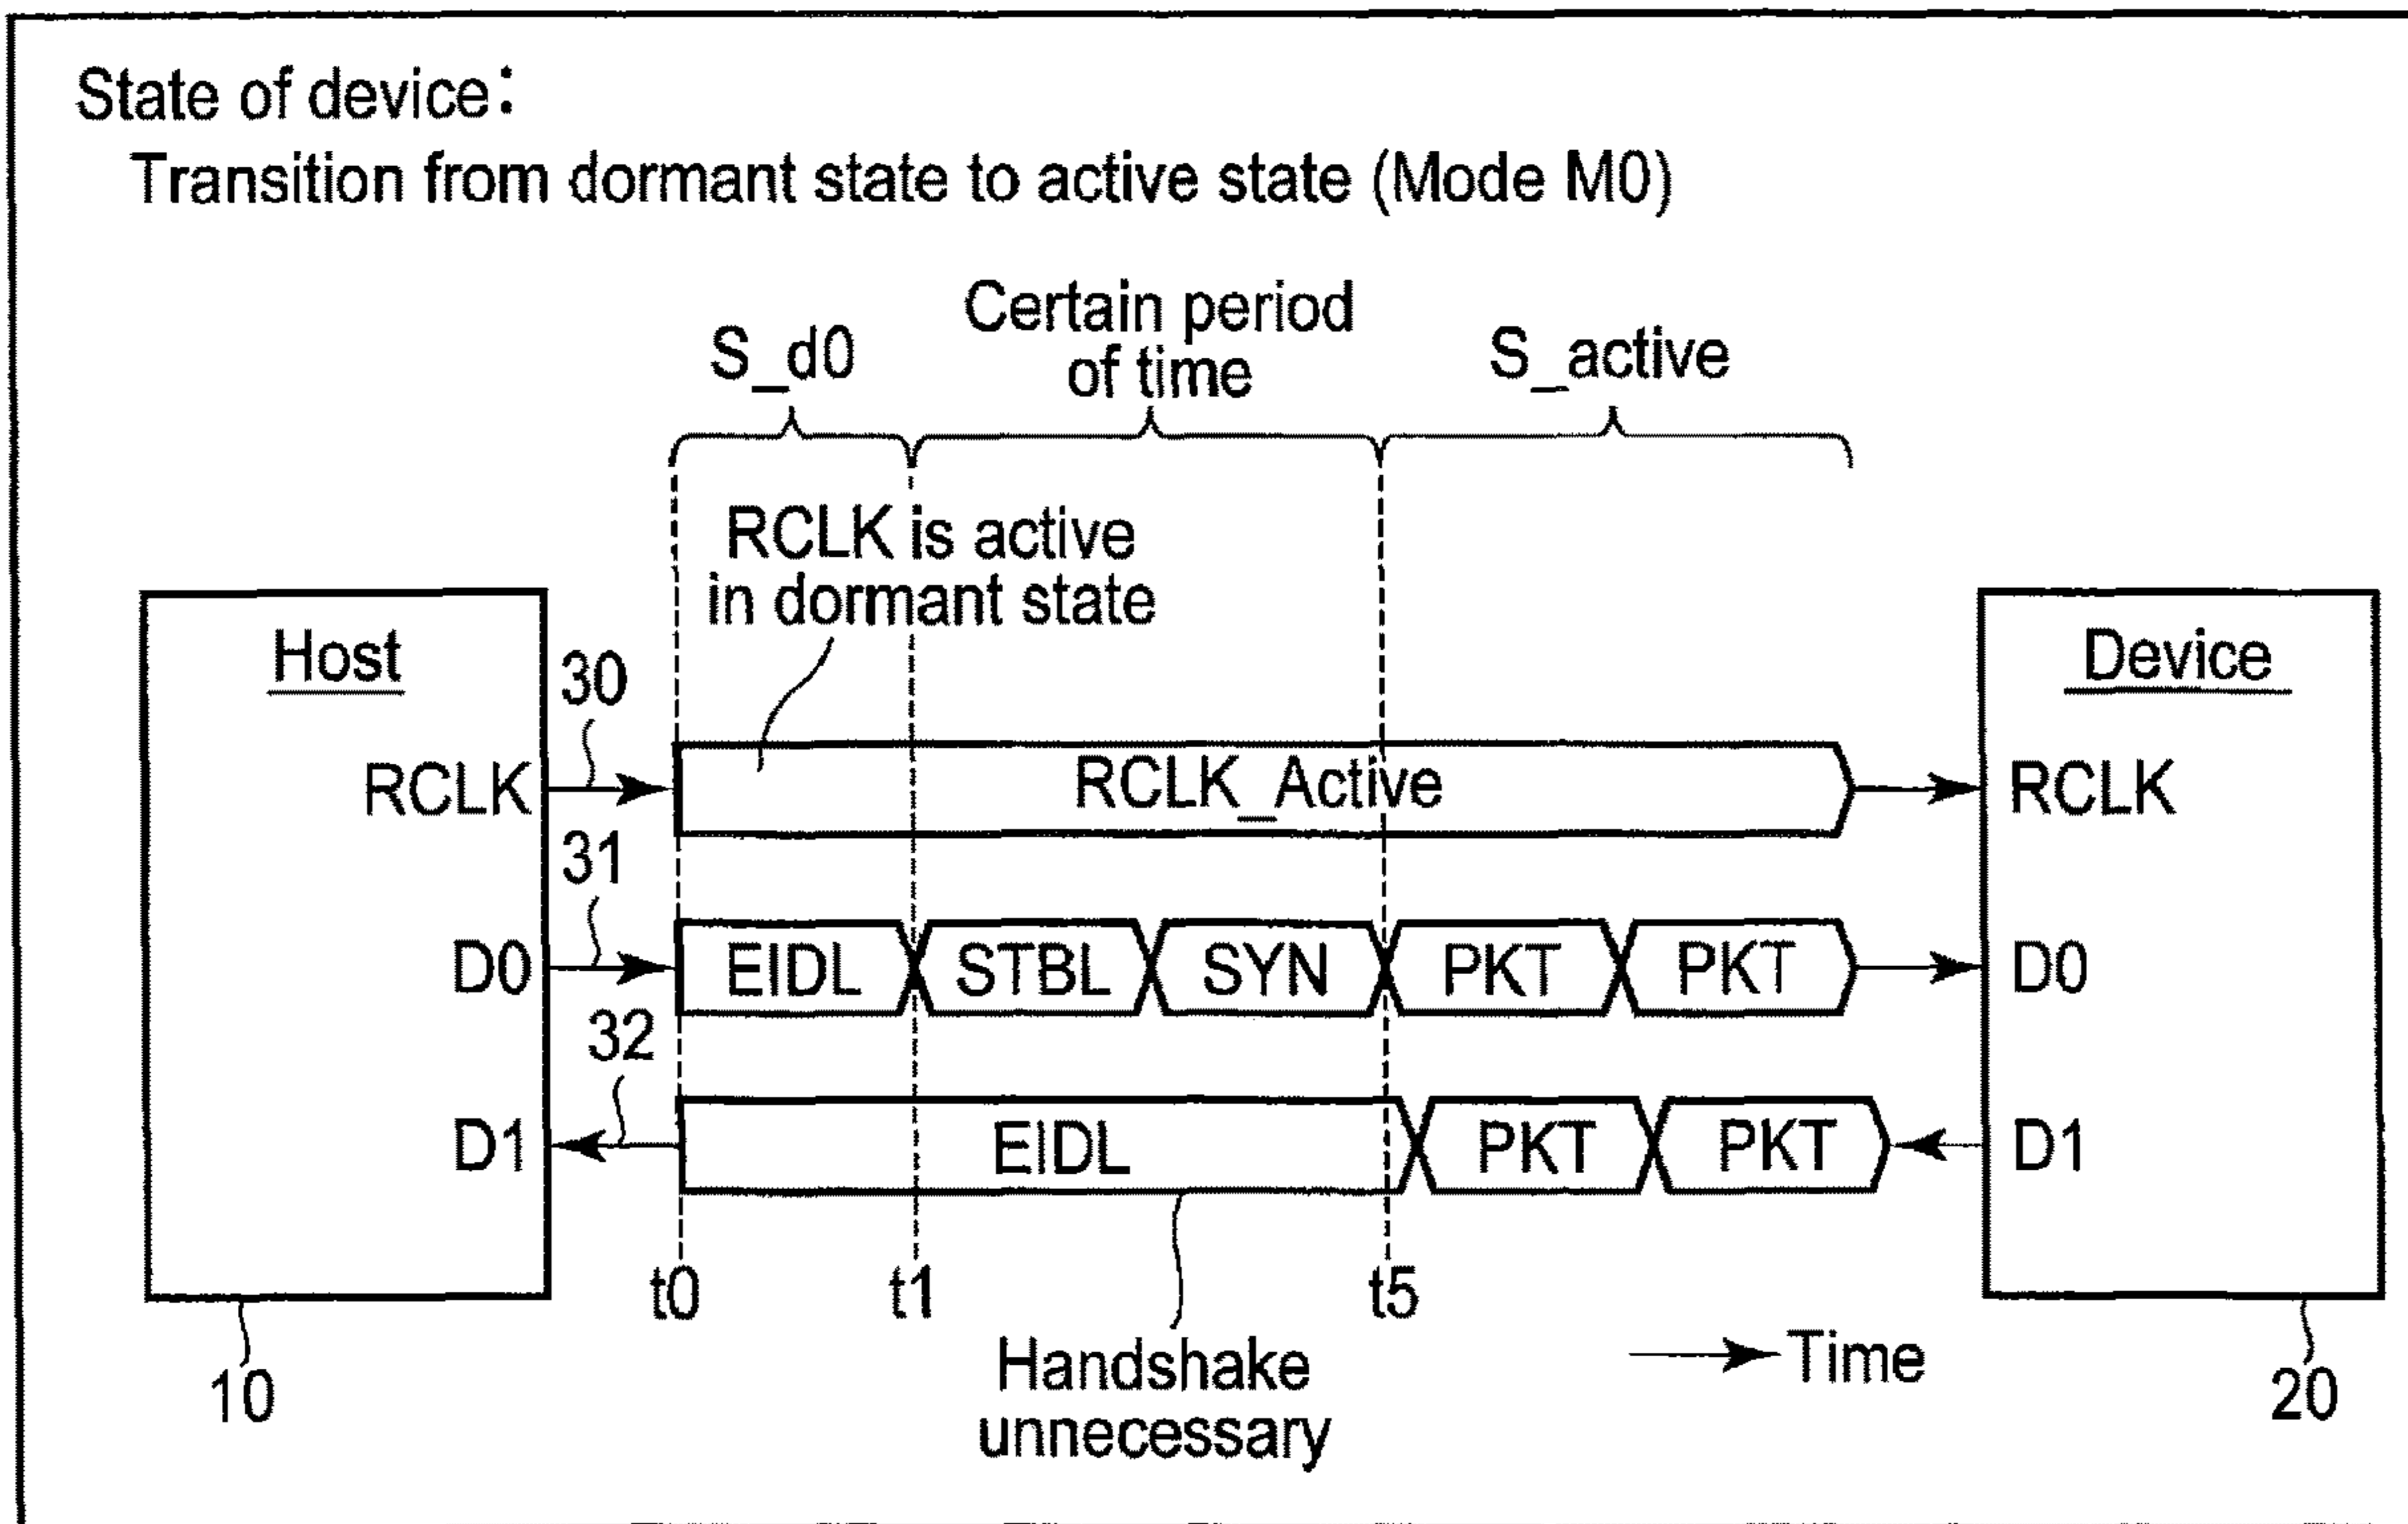 State of device:
Transition from dormant state to active state (Mode M0)
S_d0
Certain period
of time
S_active
RCLK is active
in dormant state
Host
Device
30
RCLK
RCLK_Active
RCLK
31
D0
EIDL
STBL
SYN
PKT
PKT
D0
32
D1
EIDL
PKT
PKT
D1
t0
t1
t5
Handshake
unnecessary
Time
10
20